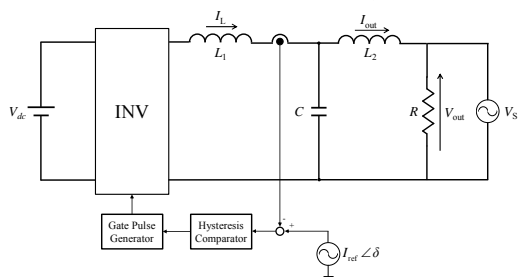 I_L
I_out
L_1
L_2
V_dc
INV
C
R
V_out
V_S
Gate Pulse
Generator
Hysteresis
Comparator
-
+
I_ref ∠δ